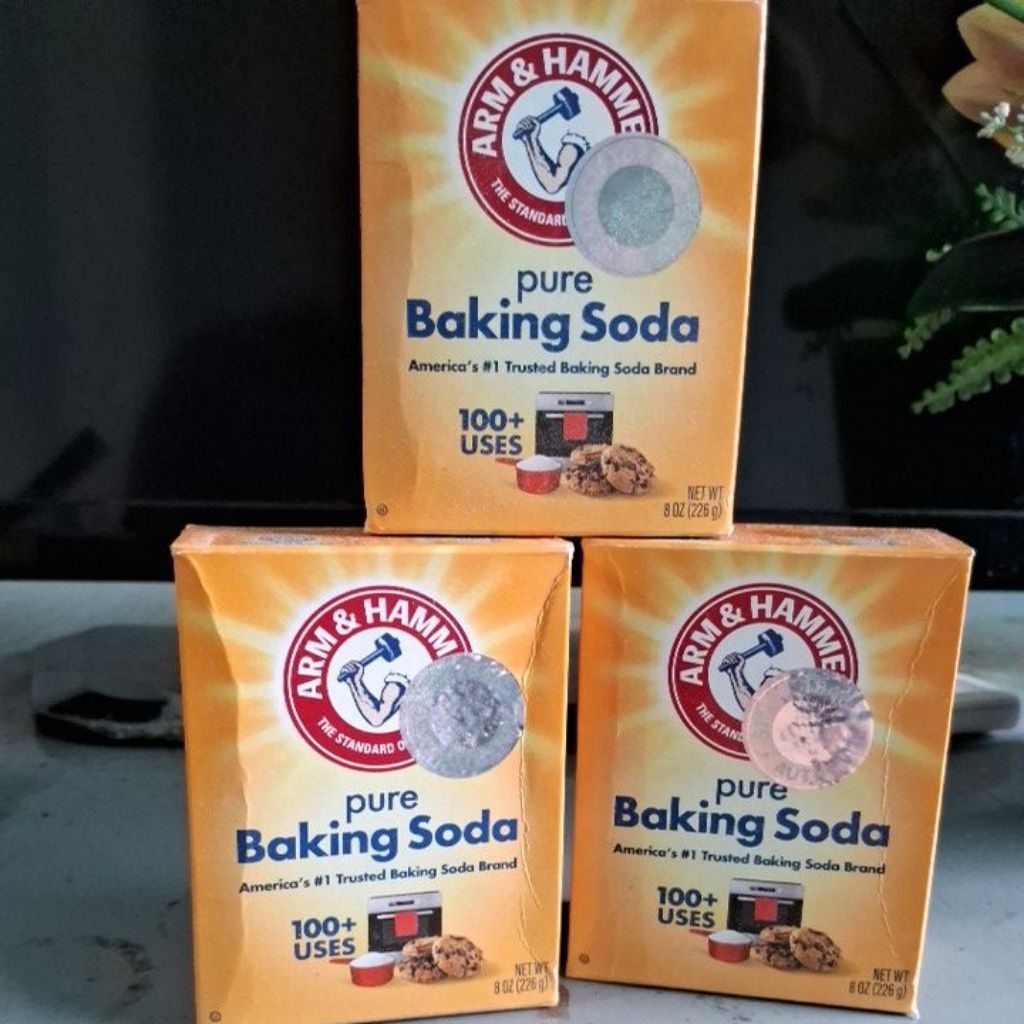 ARM & HAMME
THE STANDARD
pure
Baking Soda
America's #1 Trusted Baking Soda Brand
100+
USES
NET WT
8 OZ (226 g)
ARM & HAMM
THE STANDARD O
pure
Baking Soda
America's #1 Trusted Baking Soda Brand
100+
USES
NET WT
8 OZ (226 g)
ARM & HAMME
THE STAND
pure
Baking Soda
America's #1 Trusted Baking Soda Brand
100+
USES
NET WT
8 OZ (226 g)